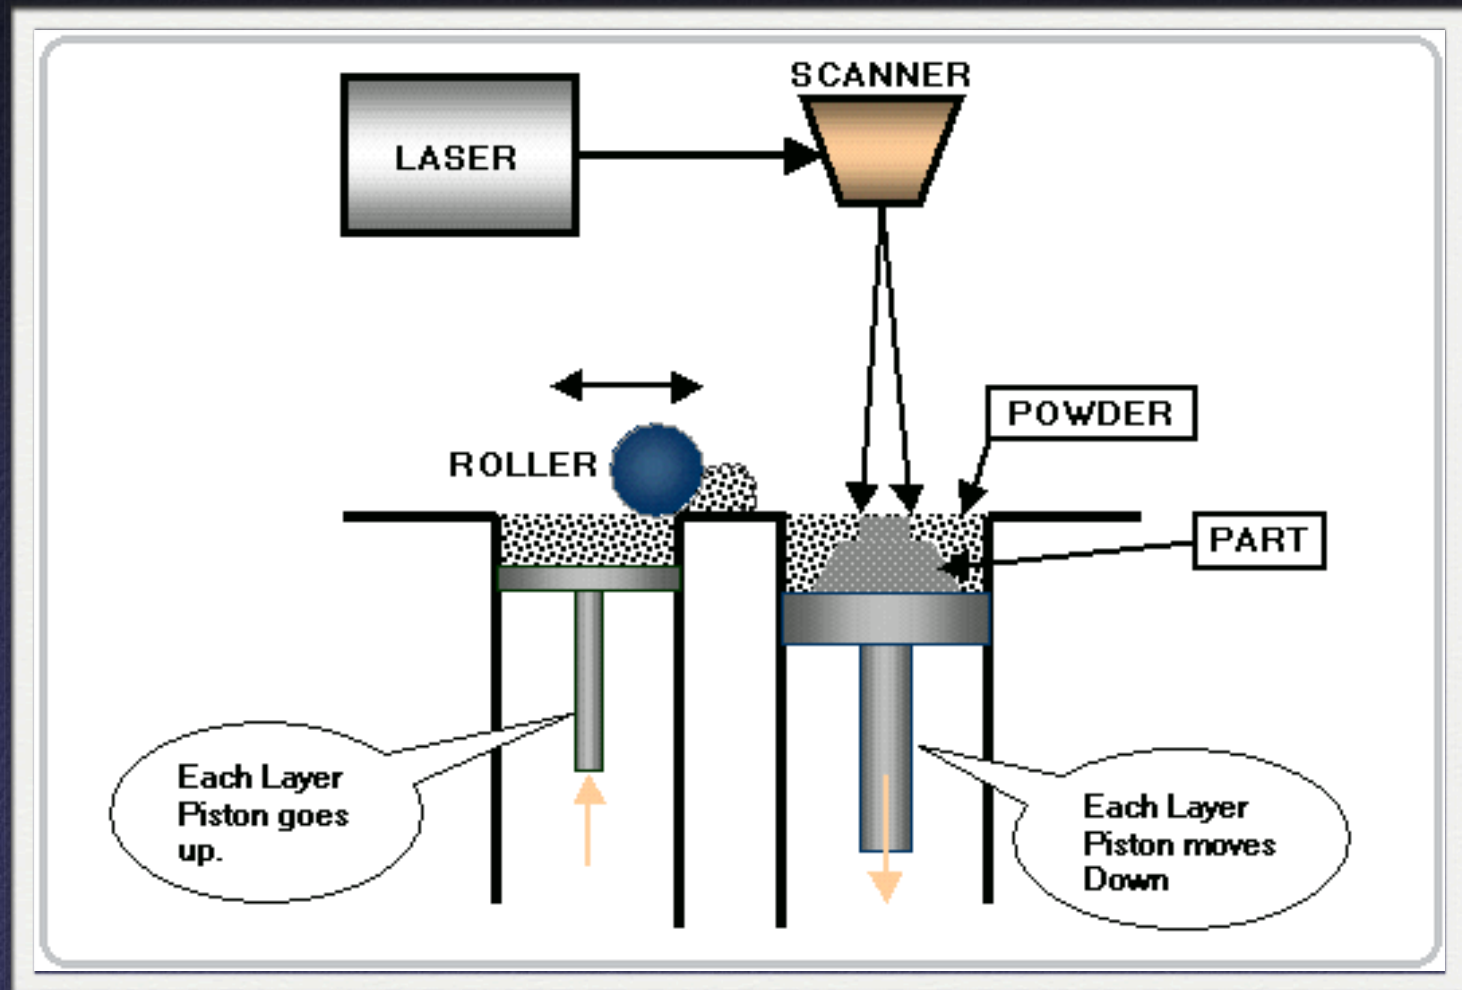 SCANNER
LASER
POWDER
ROLLER
PART
Each Layer
Piston goes
up.
Each Layer
Piston moves
Down